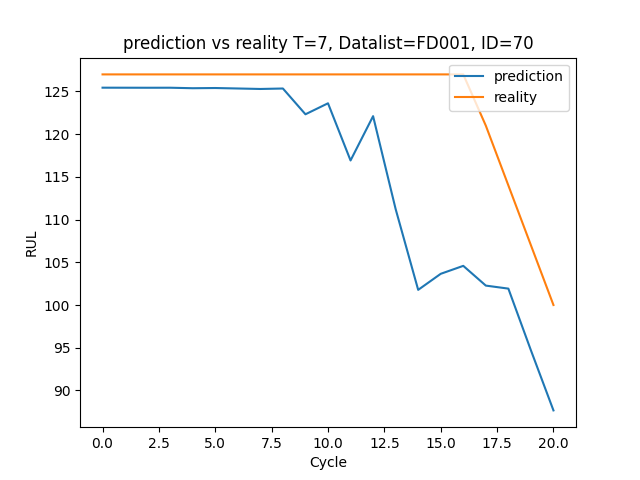 prediction vs reality T=7, Datalist=FD001, ID=70
prediction
reality
RUL
125
120
115
110
105
100
95
90
0.0 2.5 5.0 7.5 10.0 12.5 15.0 17.5 20.0
Cycle